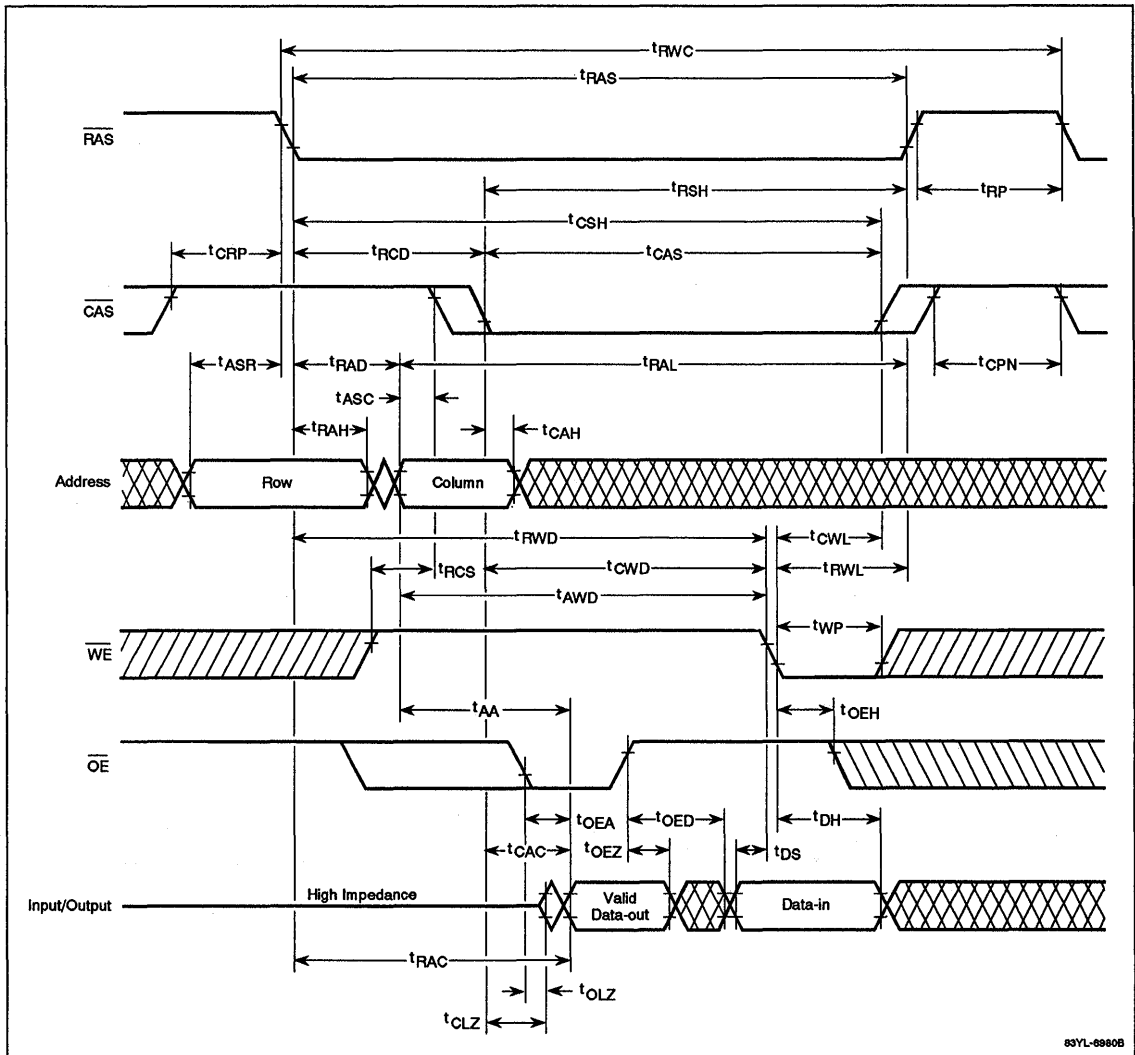 tRWC
tRAS
RAS
tRSH
tRP
tCSH
tCRP
tRCD
tCAS
CAS
tASR
tRAD
tRAL
tCPN
tASC
tRAH
tCAH
Address
Row
Column
tRWD
tCWL
tRCS
tCWD
tRWL
tAWD
WE
tWP
tAA
tOEH
OE
tOEA
tOED
tDH
tCAC
tOEZ
tDS
High Impedance
Input/Output
Valid
Data-out
Data-in
tRAC
tOLZ
tCLZ
83YL-6980B